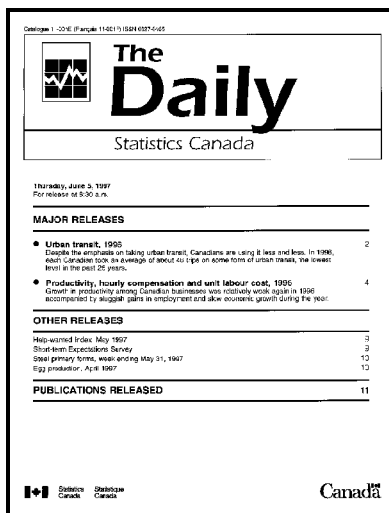 Catalogue 11-001E (Français 11-001F) ISSN 0827-0465
The
Daily
Statistics Canada
Thursday, June 5, 1997
For release at 8:30 a.m.
MAJOR RELEASES
● Urban transit, 1996 2
Despite the emphasis on taking urban transit, Canadians are using it less and less. In 1996,
each Canadian took an average of about 48 trips on some form of urban transit, the lowest
level in the past 25 years.
● Productivity, hourly compensation and unit labour cost, 1996 4
Growth in productivity among Canadian businesses was relatively weak again in 1996
accompanied by sluggish gains in employment and slow economic growth during the year.
OTHER RELEASES
Help-wanted Index, May 1997 9
Short-term Expectations Survey 9
Steel primary forms, week ending May 31, 1997 10
Egg production, April 1997 10
PUBLICATIONS RELEASED 11
Statistics Statistique
Canada Canada
Canada